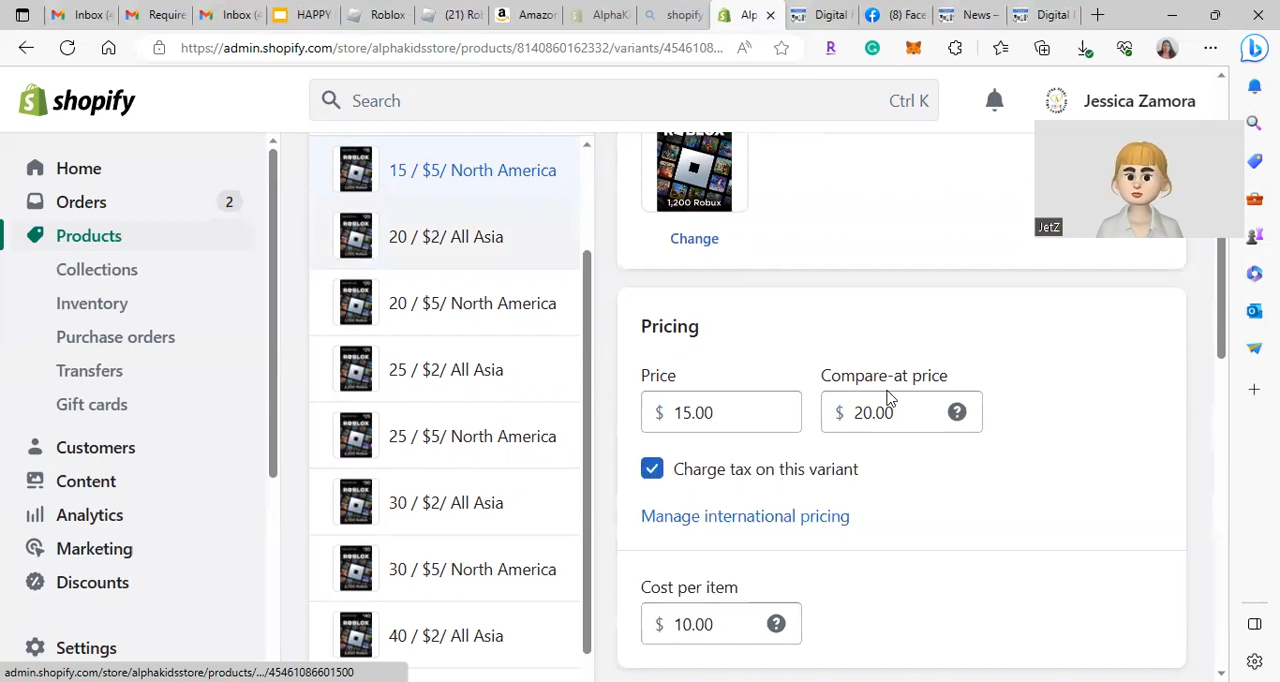 Inbox (4
Require
Inbox (4
HAPPY
Roblox
(21) Rob
Amazor
AlphaK
shopify
Alp
Digital
(8) Face
News –
Digital
https://admin.shopify.com/store/alphakidsstore/products/8140860162332/variants/4546108...
shopify
Search
Ctrl K
Jessica Zamora
JetZ
Home
Orders
2
Products
Collections
Inventory
Purchase orders
Transfers
Gift cards
Customers
Content
Analytics
Marketing
Discounts
Settings
15 / $5/ North America
20 / $2/ All Asia
20 / $5/ North America
25 / $2/ All Asia
25 / $5/ North America
30 / $2/ All Asia
30 / $5/ North America
40 / $2/ All Asia
ROBLOX
1,200 Robux
Change
Pricing
Price
Compare-at price
$ 15.00
$ 20.00
Charge tax on this variant
Manage international pricing
Cost per item
$ 10.00
admin.shopify.com/store/alphakidsstore/products/.../45461086601500